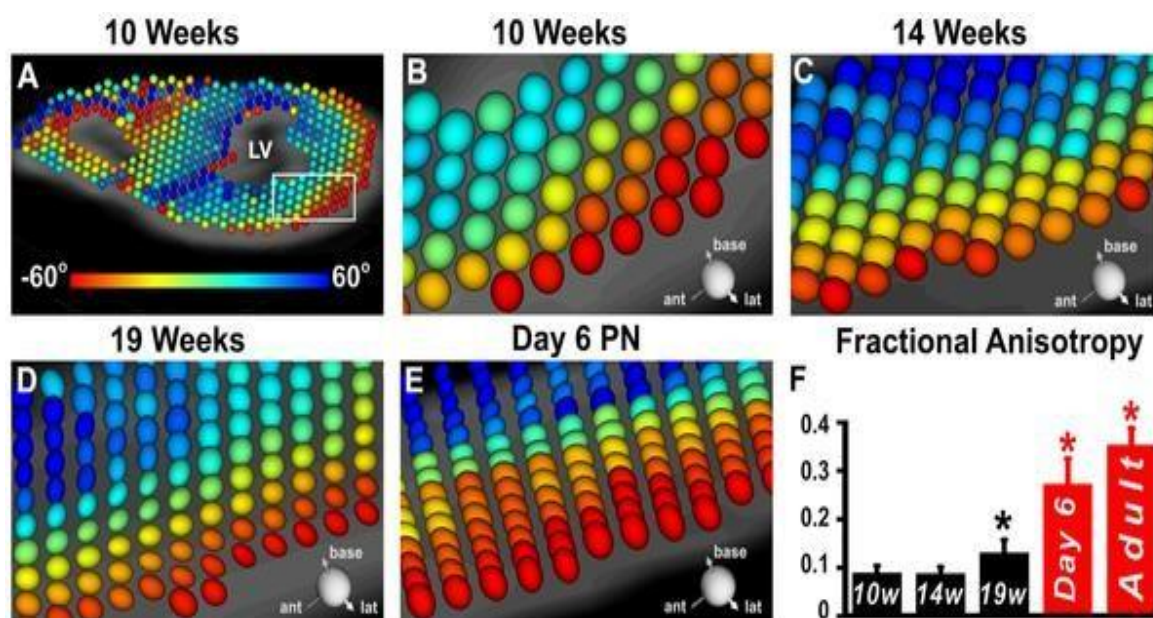 10 Weeks
10 Weeks
14 Weeks
A
LV
-60° 60°
B
base
ant
lat
C
base
ant
lat
19 Weeks
Day 6 PN
Fractional Anisotropy
D
base
ant
lat
E
base
ant
lat
F
0.4
0.3
0.2
0.1
0
10w
14w
*
19w
*
Day 6
*
Adult